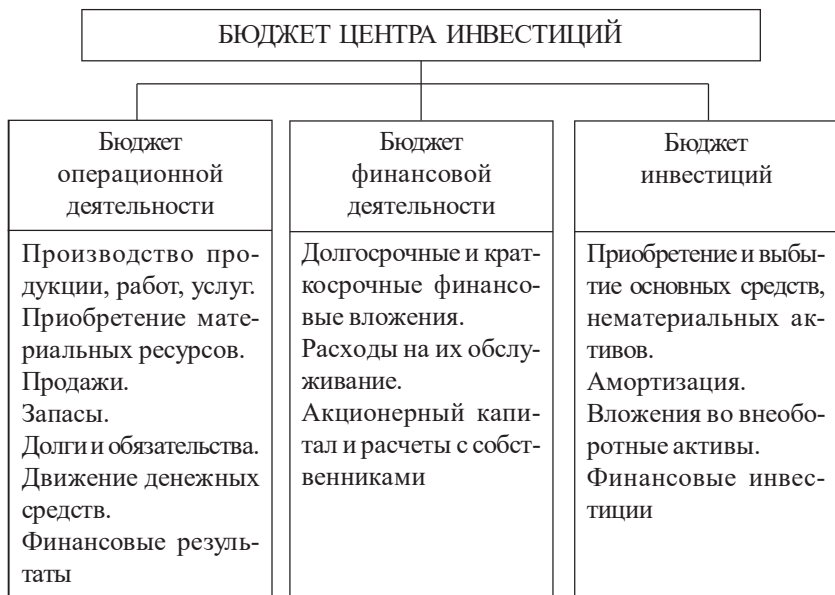 БЮДЖЕТ ЦЕНТРА ИНВЕСТИЦИЙ
Бюджет
операционной
деятельности
Производство про-
дукции, работ, услуг.
Приобретение мате-
риальных ресурсов.
Продажи.
Запасы.
Долги и обязательства.
Движение денежных
средств.
Финансовые резуль-
таты
Бюджет
финансовой
деятельности
Долгосрочные и крат-
косрочные финансо-
вые вложения.
Расходы на их обслу-
живание.
Акционерный капи-
тал и расчеты с собст-
венниками
Бюджет
инвестиций
Приобретение и выбы-
тие основных средств,
нематериальных ак-
тивов.
Амортизация.
Вложения во внеобо-
ротные активы.
Финансовые инвес-
тиции